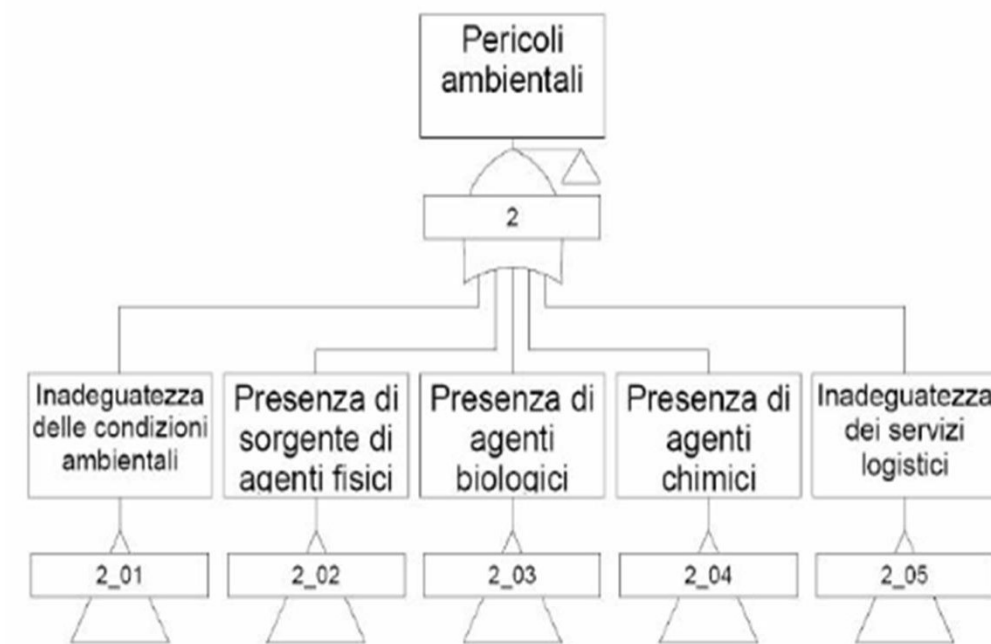 Pericoli
ambientali
2
Inadeguatezza
delle condizioni
ambientali
Presenza di
sorgente di
agenti fisici
Presenza di
agenti
biologici
Presenza di
agenti
chimici
Inadeguatezza
dei servizi
logistici
2_01
2_02
2_03
2_04
2_05